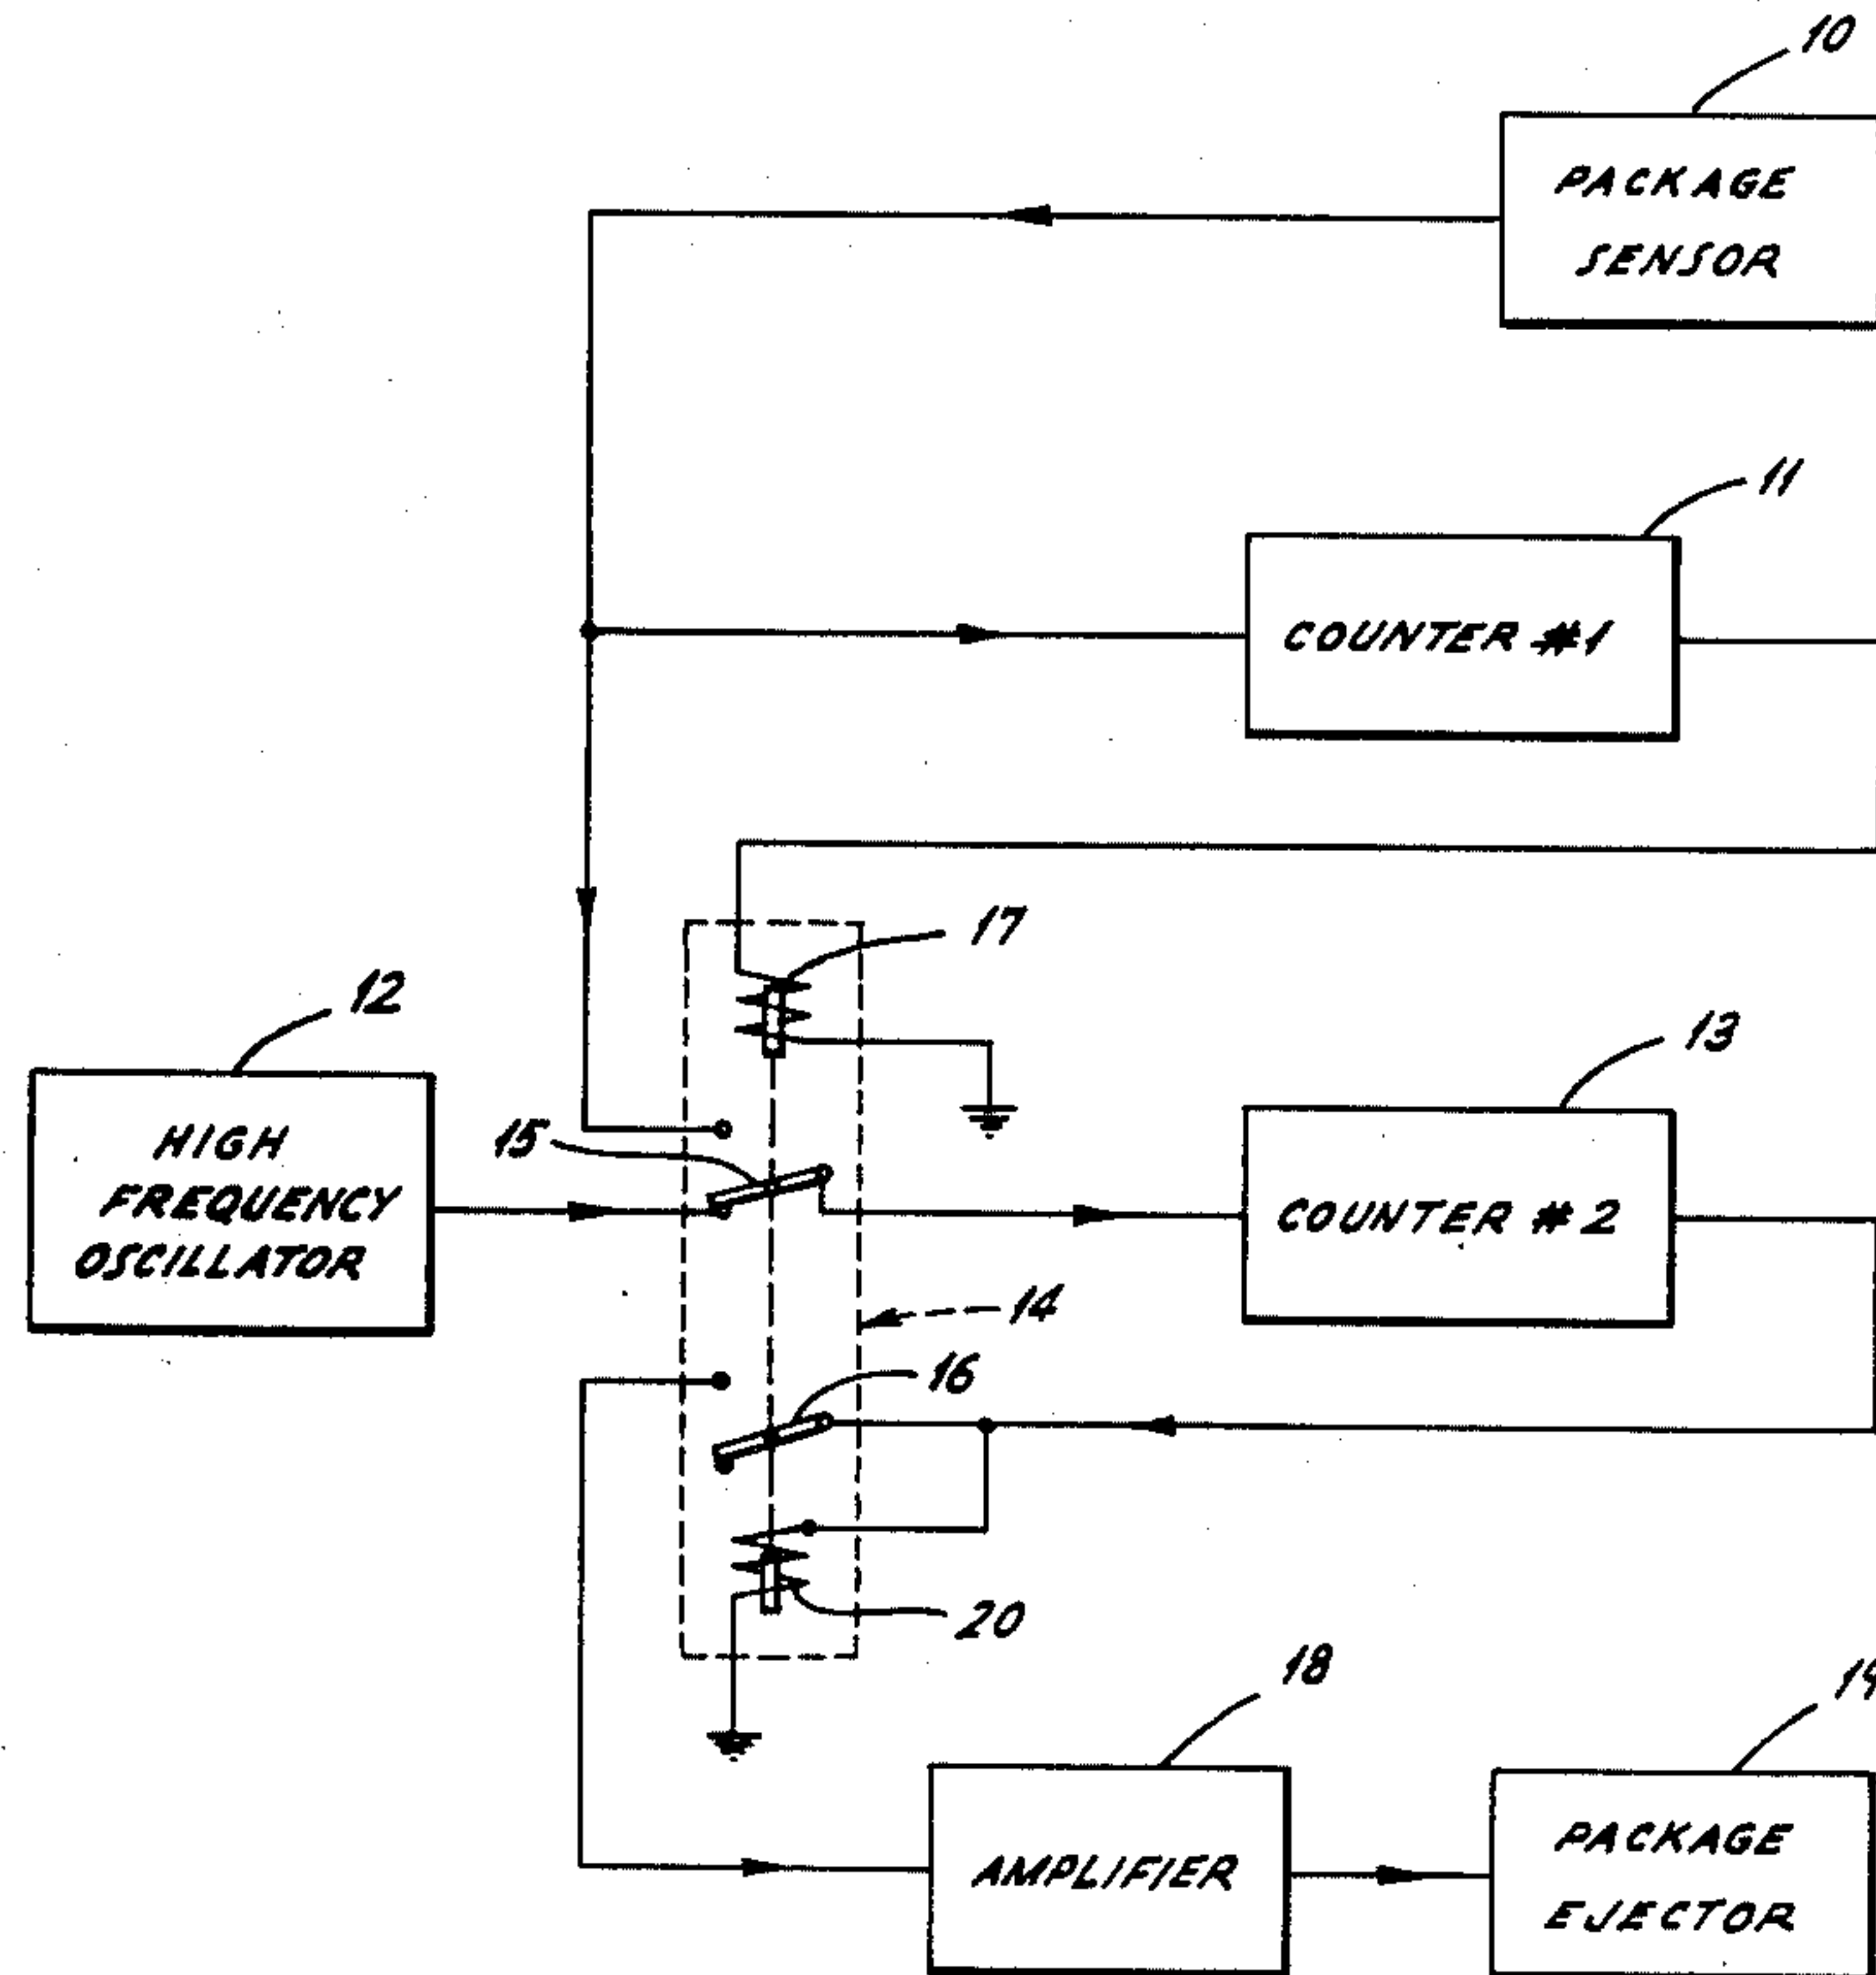 10
PACKAGE
SENSOR
11
COUNTER #1
17
12
13
HIGH
FREQUENCY
OSCILLATOR
15
COUNTER #2
14
16
20
18
19
AMPLIFIER
PACKAGE
EJECTOR